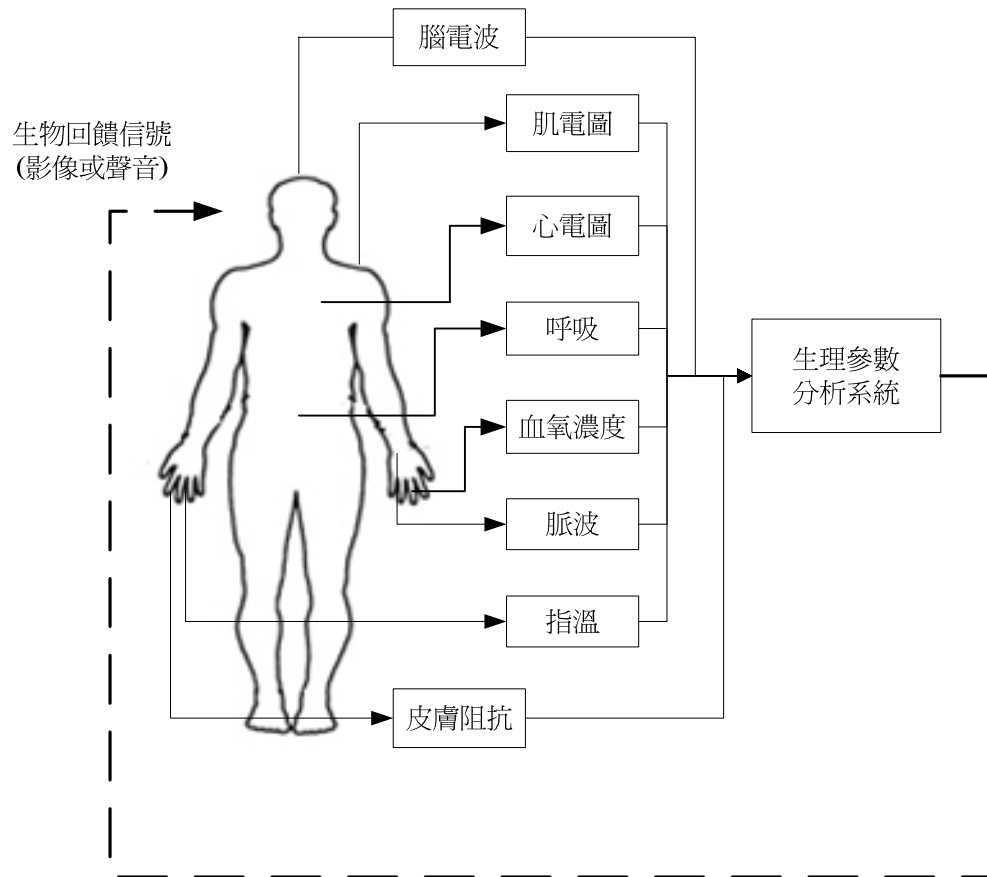 腦電波
肌電圖
生物回饋信號
(影像或聲音)
心電圖
呼吸
生理參數
分析系統
血氧濃度
脈波
指溫
皮膚阻抗